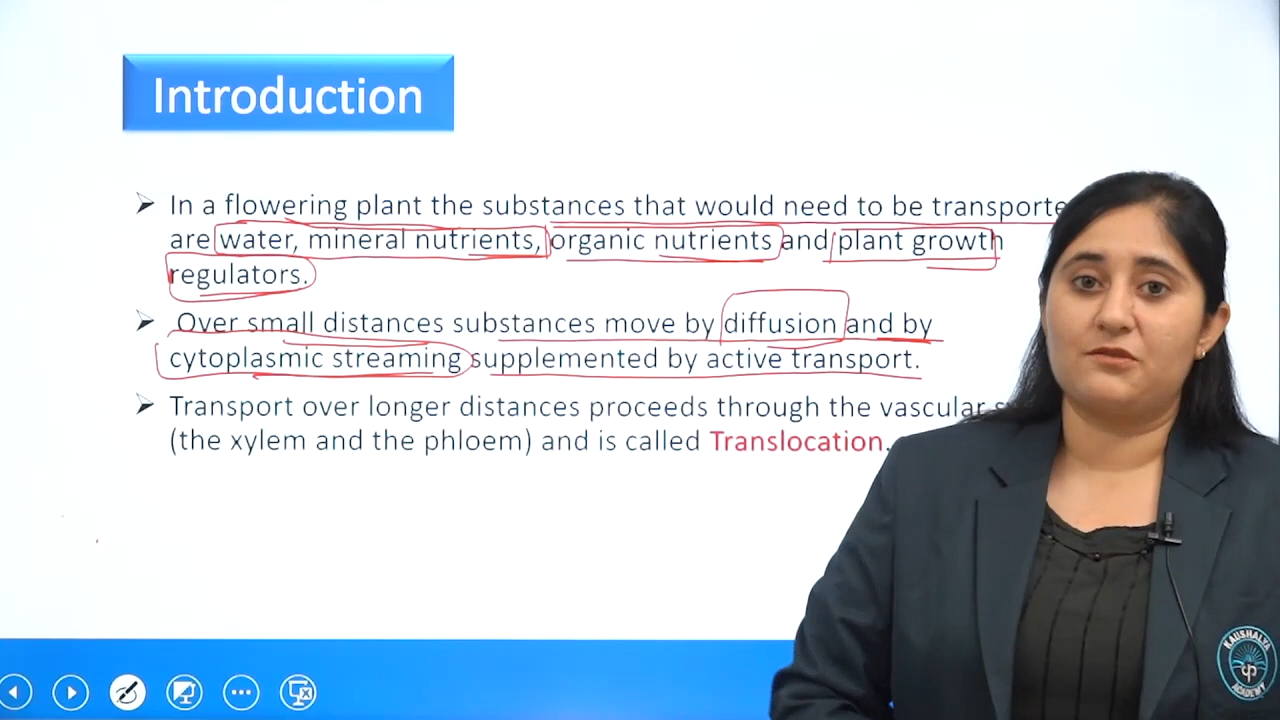 Introduction
In a flowering plant the substances that would need to be transporte
are water, mineral nutrients, organic nutrients and plant growth
regulators.
Over small distances substances move by diffusion and by
cytoplasmic streaming supplemented by active transport.
Transport over longer distances proceeds through the vascular
(the xylem and the phloem) and is called Translocation.
KAUSHALYA
ACADEMY